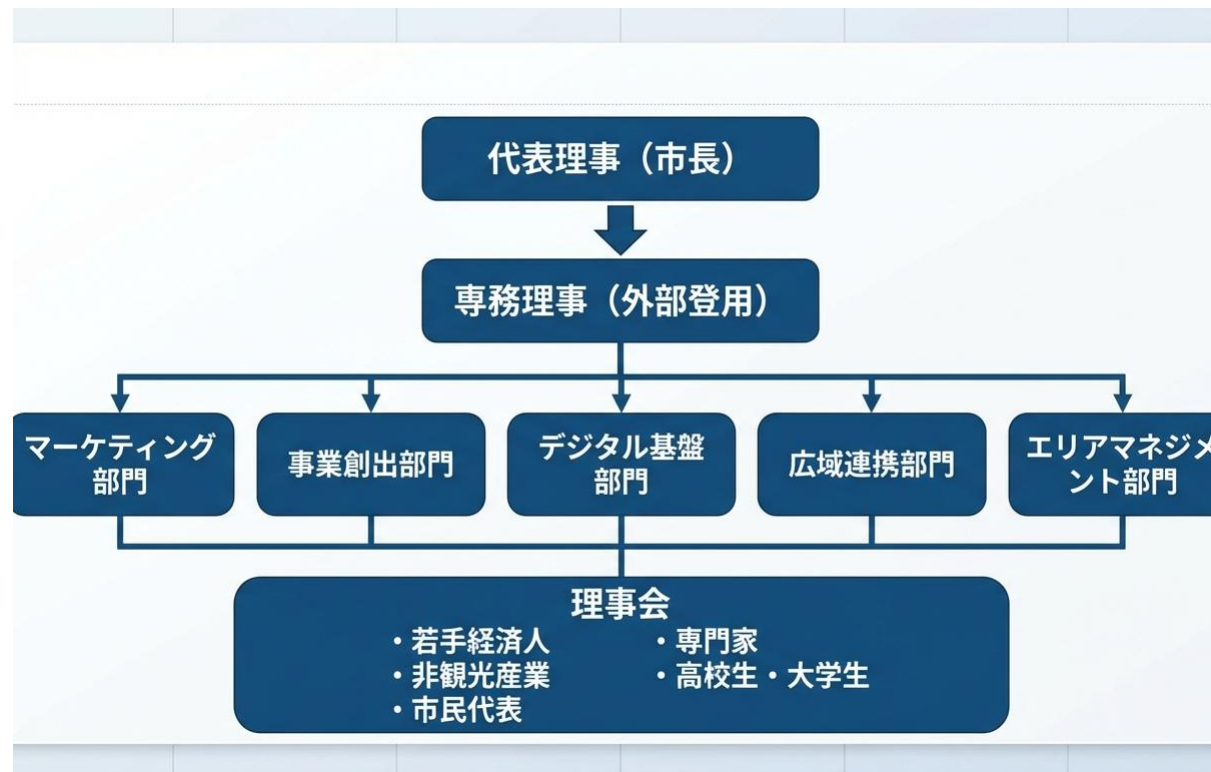 代表理事（市長）
専務理事（外部登用）
マーケティング
部門
事業創出部門
デジタル基盤
部門
広域連携部門
エリアマネジメ
ント部門
理事会
・若手経済人
・非観光産業
・市民代表
・専門家
・高校生・大学生